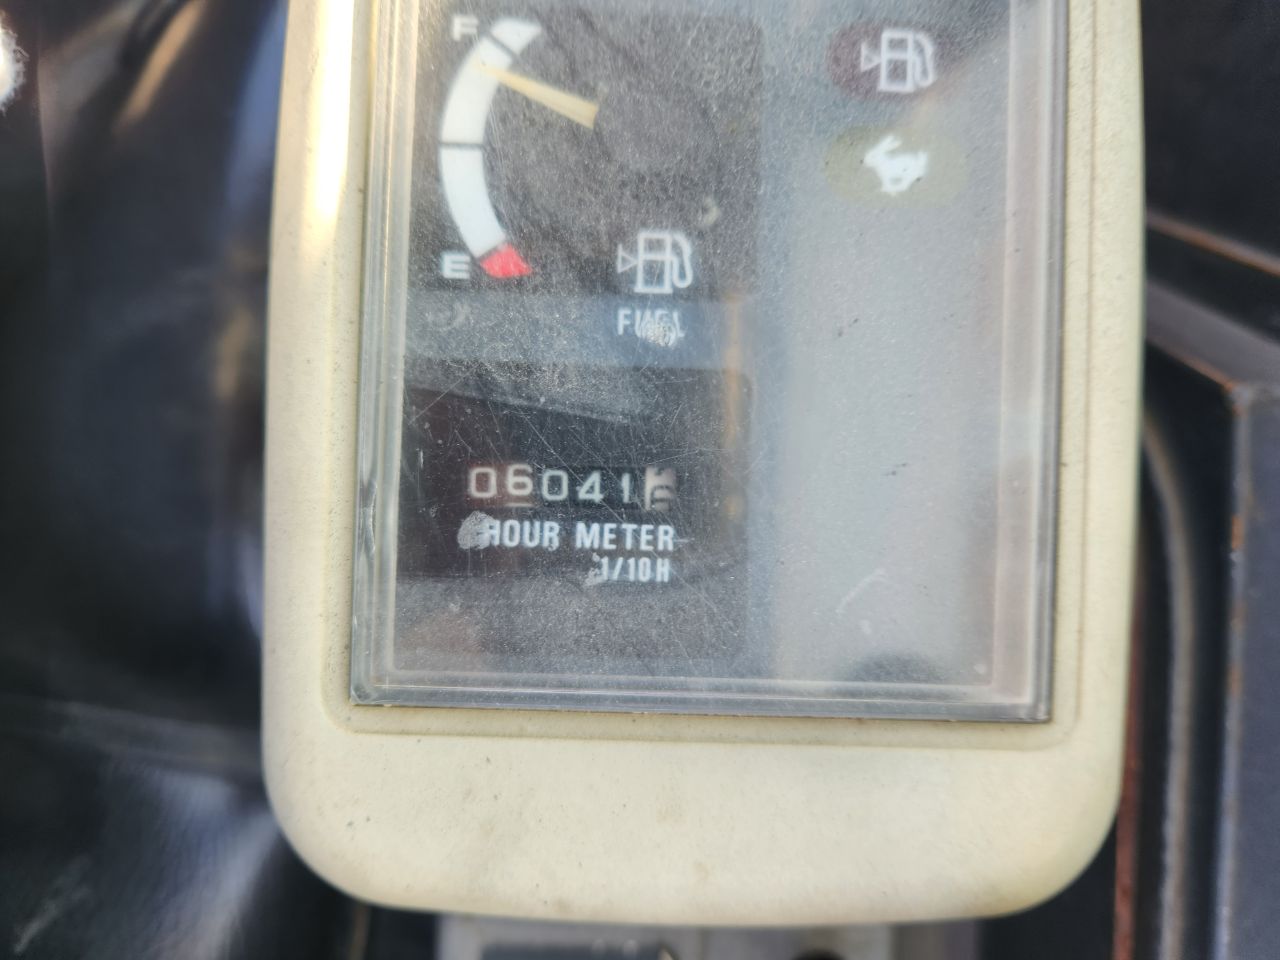 F
E
FUEL
06041
HOUR METER
1/10H